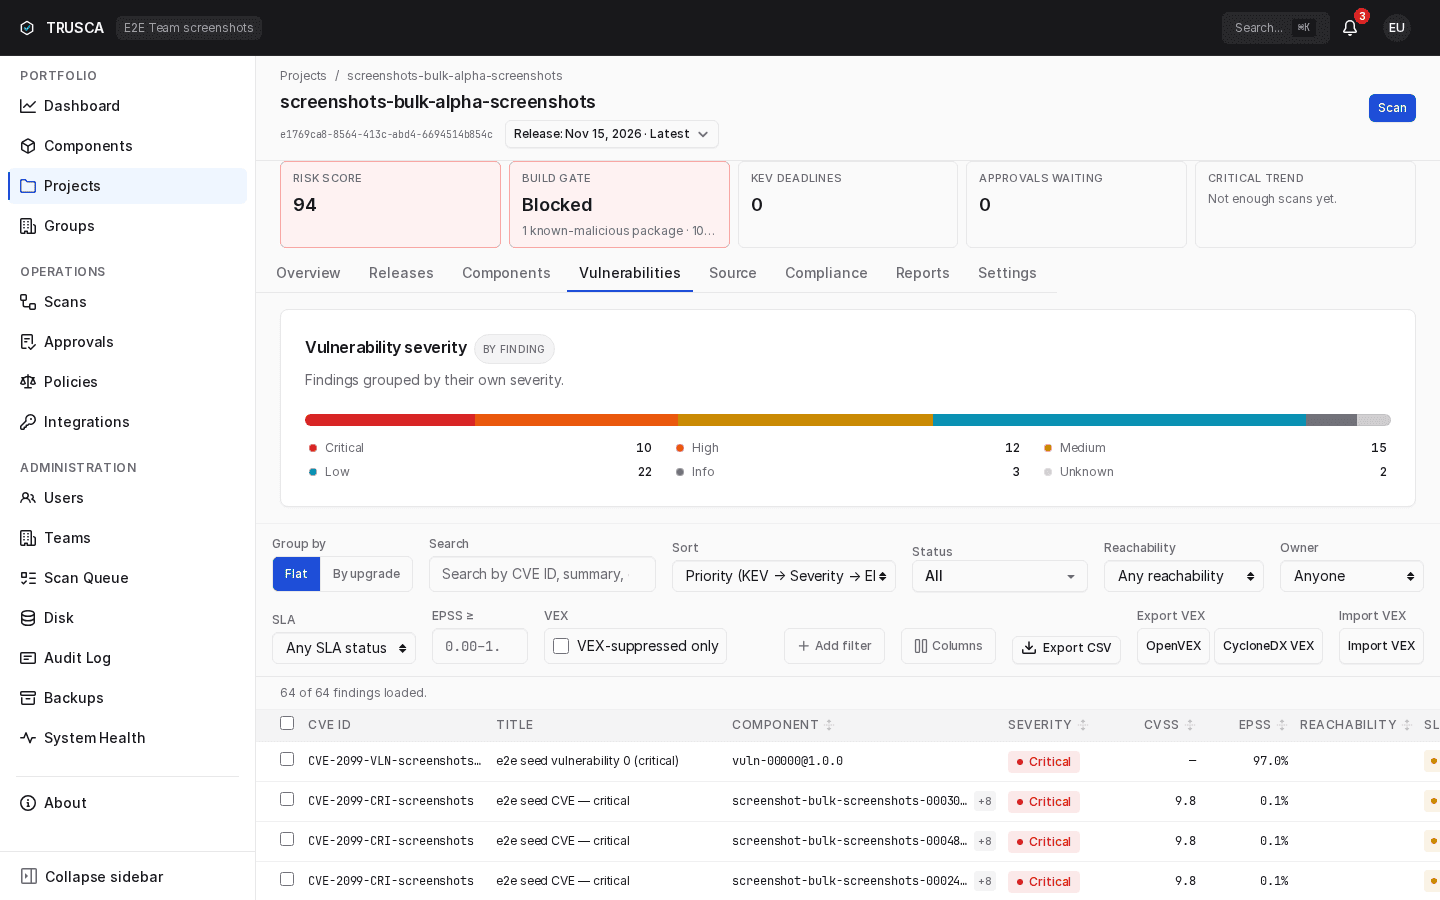 TRUSCA E2E Team screenshots Search... ⌘K 3 EU
PORTFOLIO
Dashboard
Components
Projects
Groups
OPERATIONS
Scans
Approvals
Policies
Integrations
ADMINISTRATION
Users
Teams
Scan Queue
Disk
Audit Log
Backups
System Health
About
Collapse sidebar
Projects / screenshots-bulk-alpha-screenshots
screenshots-bulk-alpha-screenshots
Scan
e1769ca8-8564-413c-abd4-6694514b854c Release: Nov 15, 2026 · Latest
RISK SCORE
94
BUILD GATE
Blocked
1 known-malicious package · 10…
KEV DEADLINES
0
APPROVALS WAITING
0
CRITICAL TREND
Not enough scans yet.
Overview Releases Components Vulnerabilities Source Compliance Reports Settings
Vulnerability severity BY FINDING
Findings grouped by their own severity.
Critical 10 High 12 Medium 15
Low 22 Info 3 Unknown 2
Group by
Flat By upgrade
Search
Search by CVE ID, summary,
Sort
Priority (KEV → Severity → EI
Status
All
Reachability
Any reachability
Owner
Anyone
SLA
Any SLA status
EPSS ≥
0.00–1.
VEX
VEX-suppressed only
Add filter
Columns
Export CSV
Export VEX
OpenVEX CycloneDX VEX
Import VEX
Import VEX
64 of 64 findings loaded.
CVE ID TITLE COMPONENT SEVERITY CVSS EPSS REACHABILITY SL
CVE-2099-VLN-screenshots… e2e seed vulnerability 0 (critical) vuln-00000@1.0.0 Critical — 97.0%
CVE-2099-CRI-screenshots e2e seed CVE — critical screenshot-bulk-screenshots-00030… +8 Critical 9.8 0.1%
CVE-2099-CRI-screenshots e2e seed CVE — critical screenshot-bulk-screenshots-00048… +8 Critical 9.8 0.1%
CVE-2099-CRI-screenshots e2e seed CVE — critical screenshot-bulk-screenshots-00024… +8 Critical 9.8 0.1%